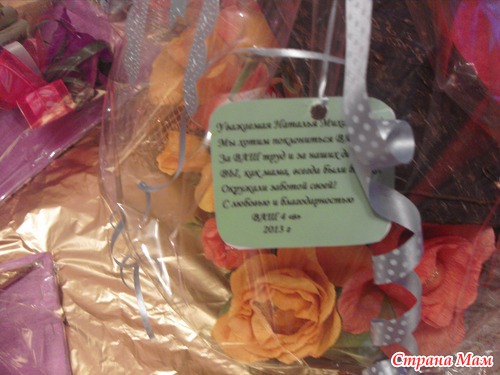 Уважаемая Наталья
Мы хотим поклониться
За ВАШ труд и за наших
ВЫ, как мама, всегда были
Окружали заботой своей!
С любовью и благодарностью
ВАШ 4 «в»
2013 г
Страна Мам